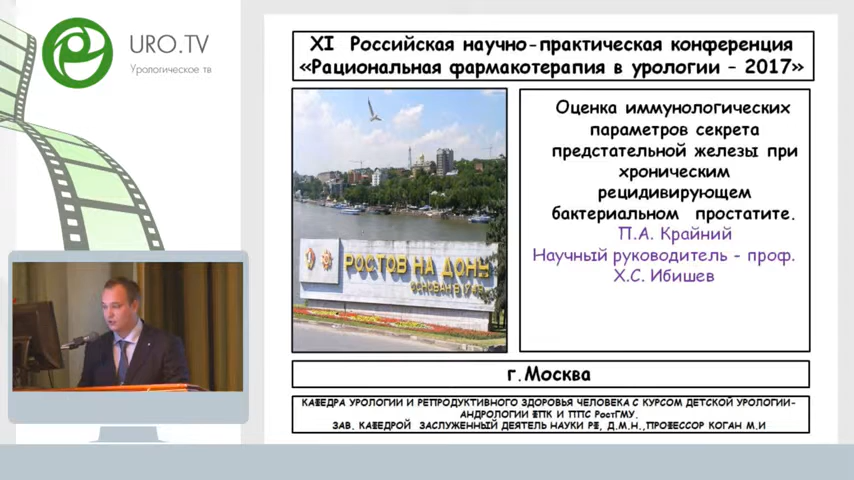 URO.TV
Урологическое тв
XI Российская научно-практическая конференция
«Рациональная фармакотерапия в урологии – 2017»
РОСТОВ НА ДОНУ
ОСНОВАН В 1749
Оценка иммунологических
параметров секрета
предстательной железы при
хроническим
рецидивирующем
бактериальном простатите.
П.А. Крайний
Научный руководитель - проф.
Х.С. Ибишев
г.Москва
КАФЕДРА УРОЛОГИИ И РЕПРОДУКТИВНОГО ЗДОРОВЬЯ ЧЕЛОВЕКА С КУРСОМ ДЕТСКОЙ УРОЛОГИИ-
АНДРОЛОГИИ ФПК И ППС РостГМУ.
ЗАВ. КАФЕДРОЙ ЗАСЛУЖЕННЫЙ ДЕЯТЕЛЬ НАУКИ РФ, Д.М.Н.,ПРОФЕССОР КОГАН М.И